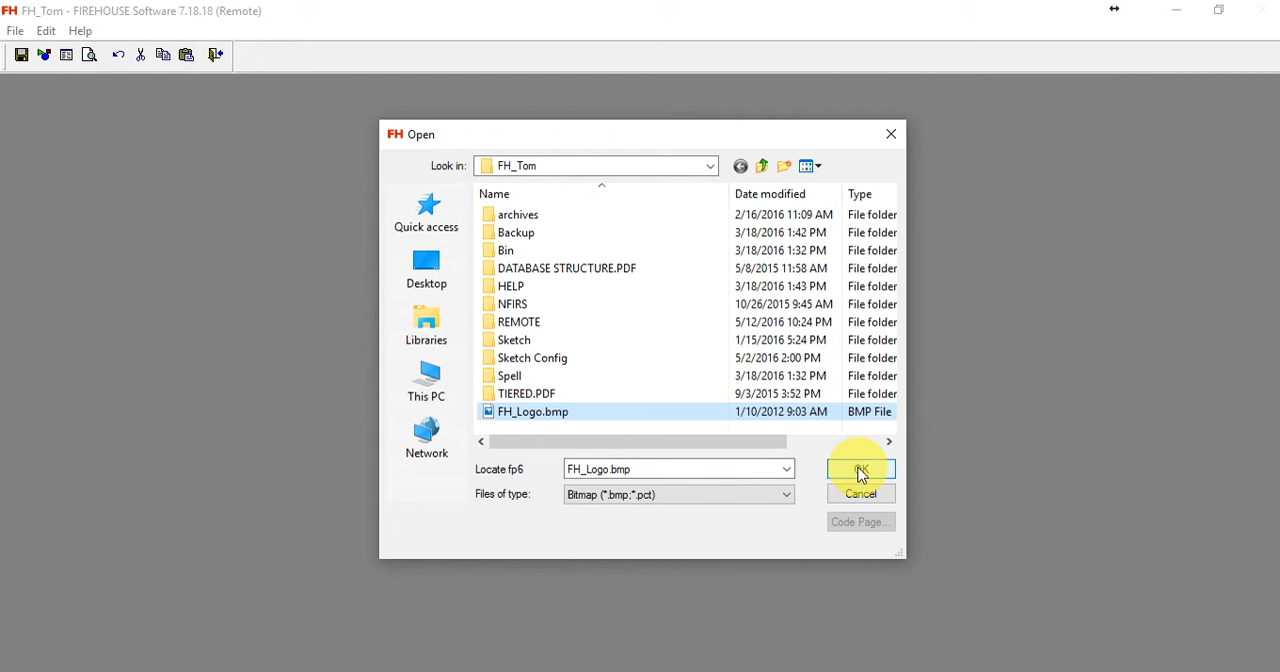 FH FH_Tom - FIREHOUSE Software 7.18.18 (Remote)
File Edit Help
FH Open
Look in: FH_Tom
Name Date modified Type
archives 2/16/2016 11:09 AM File folder
Backup 3/18/2016 1:42 PM File folder
Bin 3/18/2016 1:32 PM File folder
DATABASE STRUCTURE.PDF 5/8/2015 11:58 AM File folder
HELP 3/18/2016 1:43 PM File folder
NFIRS 10/26/2015 9:45 AM File folder
REMOTE 5/12/2016 10:24 PM File folder
Sketch 1/15/2016 5:24 PM File folder
Sketch Config 5/2/2016 2:00 PM File folder
Spell 3/18/2016 1:32 PM File folder
TIERED.PDF 9/3/2015 3:52 PM File folder
FH_Logo.bmp 1/10/2012 9:03 AM BMP File
Quick access
Desktop
Libraries
This PC
Network
Locate fp6 FH_Logo.bmp OK
Files of type: Bitmap (*.bmp;*.pct) Cancel
Code Page...